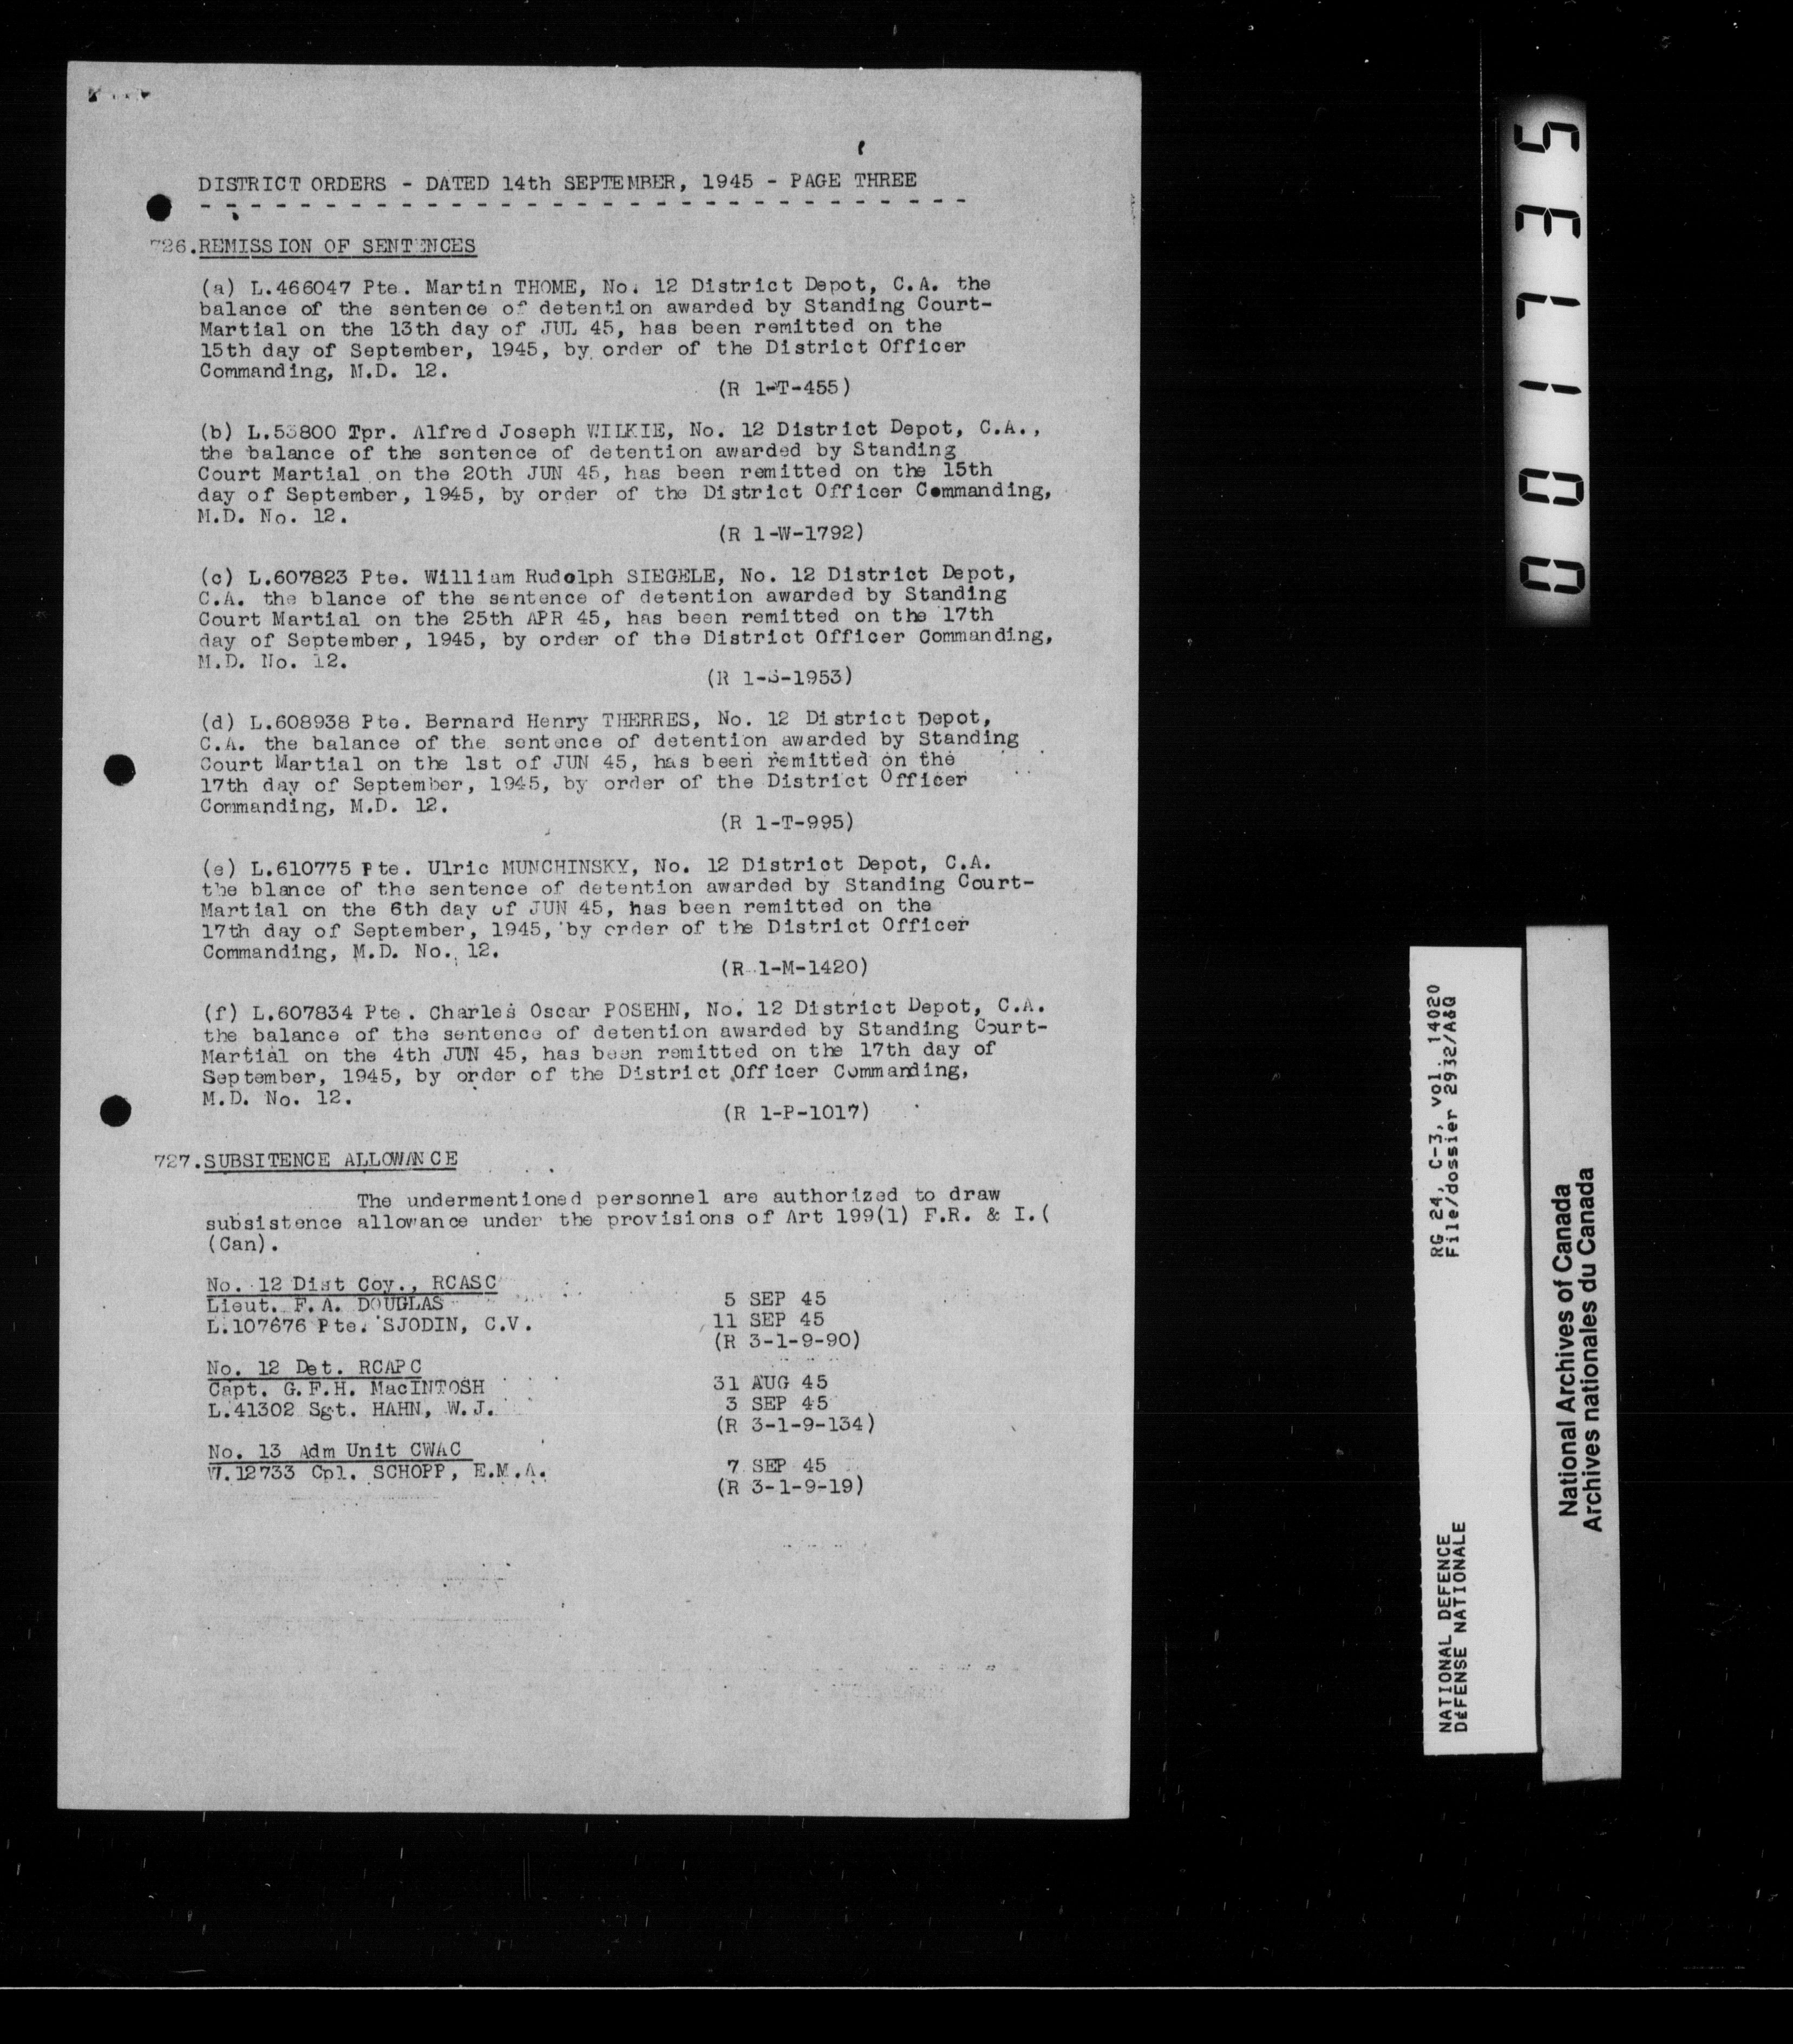 DISTRICT ORDERS - DATED 14th SEPTEMBER, 1945 - PAGE THREE
726.REMISSION OF SENTENCES
(a) L.466047 Pte. Martin THOME, No. 12 District Depot, C.A. the
balance of the sentence of detention awarded by Standing Court-
Martial on the 13th day of JUL 45, has been remitted on the
15th day of September, 1945, by order of the District Officer
Commanding, M.D. 12.
(R 1-T-455)
(b) L.53800 Tpr. Alfred Joseph WILKIE, No. 12 District Depot, C.A.,
the balance of the sentence of detention awarded by Standing
Court Martial on the 20th JUN 45, has been remitted on the 15th
day of September, 1945, by order of the District Officer Commanding,
M.D. No. 12.
(R 1-W-1792)
(c) L.607823 Pte. William Rudolph SIEGELE, No. 12 District Depot,
C.A. the blance of the sentence of detention awarded by Standing
Court Martial on the 25th APR 45, has been remitted on the 17th
day of September, 1945, by order of the District Officer Commanding,
M.D. No. 12.
(R 1-S-1953)
(d) L.608938 Pte. Bernard Henry THERRES, No. 12 District Depot,
C.A. the balance of the sentence of detention awarded by Standing
Court Martial on the 1st of JUN 45, has been remitted on the
17th day of September, 1945, by order of the District Officer
Commanding, M.D. 12.
(R 1-T-995)
(e) L.610775 Pte. Ulric MUNCHINSKY, No. 12 District Depot, C.A.
the blance of the sentence of detention awarded by Standing Court-
Martial on the 6th day of JUN 45, has been remitted on the
17th day of September, 1945, by order of the District Officer
Commanding, M.D. No. 12.
(R 1-M-1420)
(f) L.607834 Pte. Charles Oscar POSEHN, No. 12 District Depot, C.A.
the balance of the sentence of detention awarded by Standing Court-
Martial on the 4th JUN 45, has been remitted on the 17th day of
September, 1945, by order of the District Officer Commanding,
M.D. No. 12.
(R 1-P-1017)
727.SUBSITENCE ALLOWANCE
The undermentioned personnel are authorized to draw
subsistence allowance under the provisions of Art 199(1) F.R. & I.(
(Can).
No. 12 Dist Coy., RCASC
Lieut. F.A. DOUGLAS 5 SEP 45
L.107676 Pte. SJODIN, C.V. 11 SEP 45
(R 3-1-9-90)
No. 12 Det. RCAPC
Capt. G.F.H. MacINTOSH 31 AUG 45
L.41302 Sgt. HAHN, W.J. 3 SEP 45
(R 3-1-9-134)
No. 13 Adm Unit CWAC
W.12733 Cpl. SCHOPP, E.M.A. 7 SEP 45
(R 3-1-9-19)
001735
RG 24, C-3, vol. 14020
File/dossier 2932/A&Q
NATIONAL DEFENCE
DÉFENSE NATIONALE
National Archives of Canada
Archives nationales du Canada